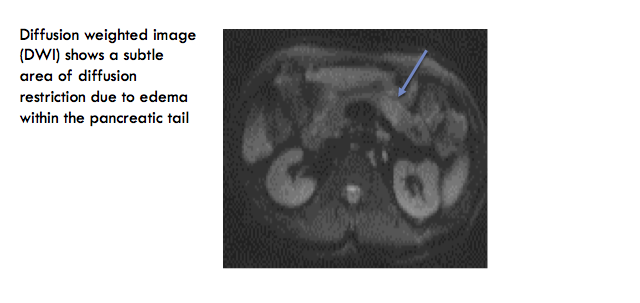 Diffusion weighted image
(DWI) shows a subtle
area of diffusion
restriction due to edema
within the pancreatic tail